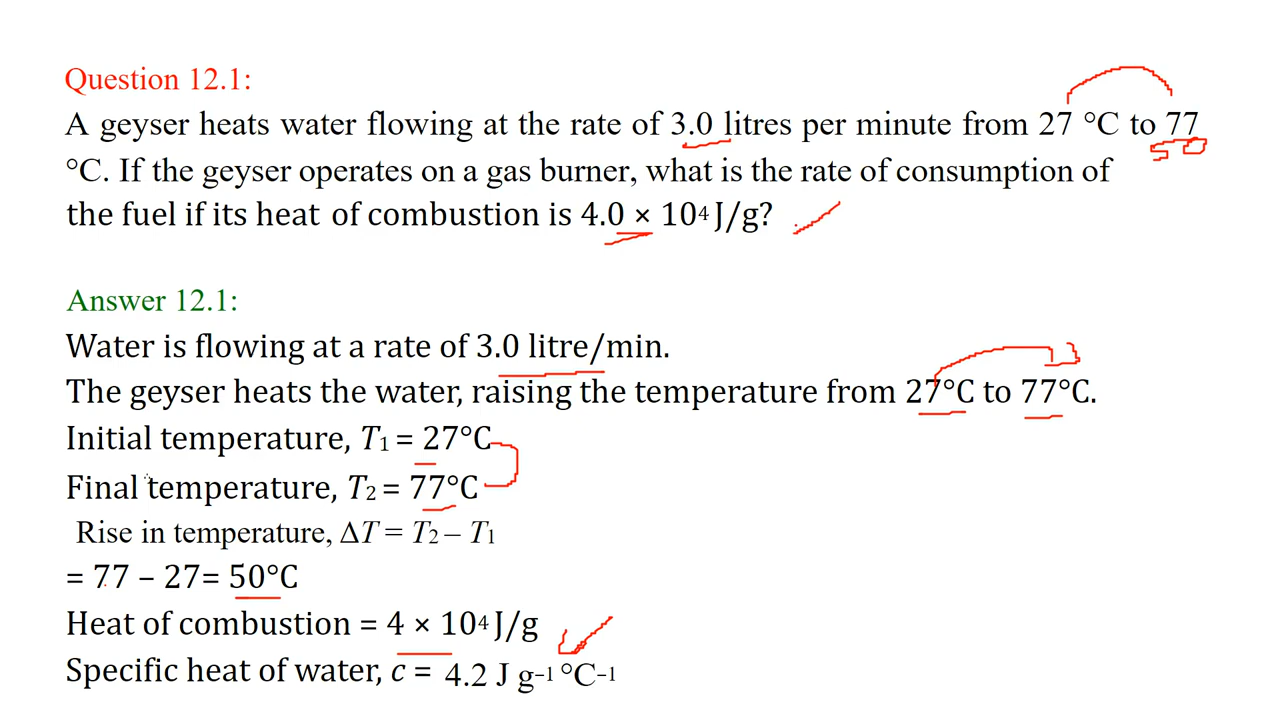 Question 12.1:
A geyser heats water flowing at the rate of 3.0 litres per minute from 27 °C to 77
50
°C. If the geyser operates on a gas burner, what is the rate of consumption of
the fuel if its heat of combustion is 4.0 × 10⁴ J/g?
Answer 12.1:
Water is flowing at a rate of 3.0 litre/min.
The geyser heats the water, raising the temperature from 27°C to 77°C.
Initial temperature, T₁ = 27°C
Final temperature, T₂ = 77°C
Rise in temperature, ΔT = T₂ – T₁
= 77 – 27= 50°C
Heat of combustion = 4 × 10⁴ J/g
Specific heat of water, c = 4.2 J g⁻¹ °C⁻¹